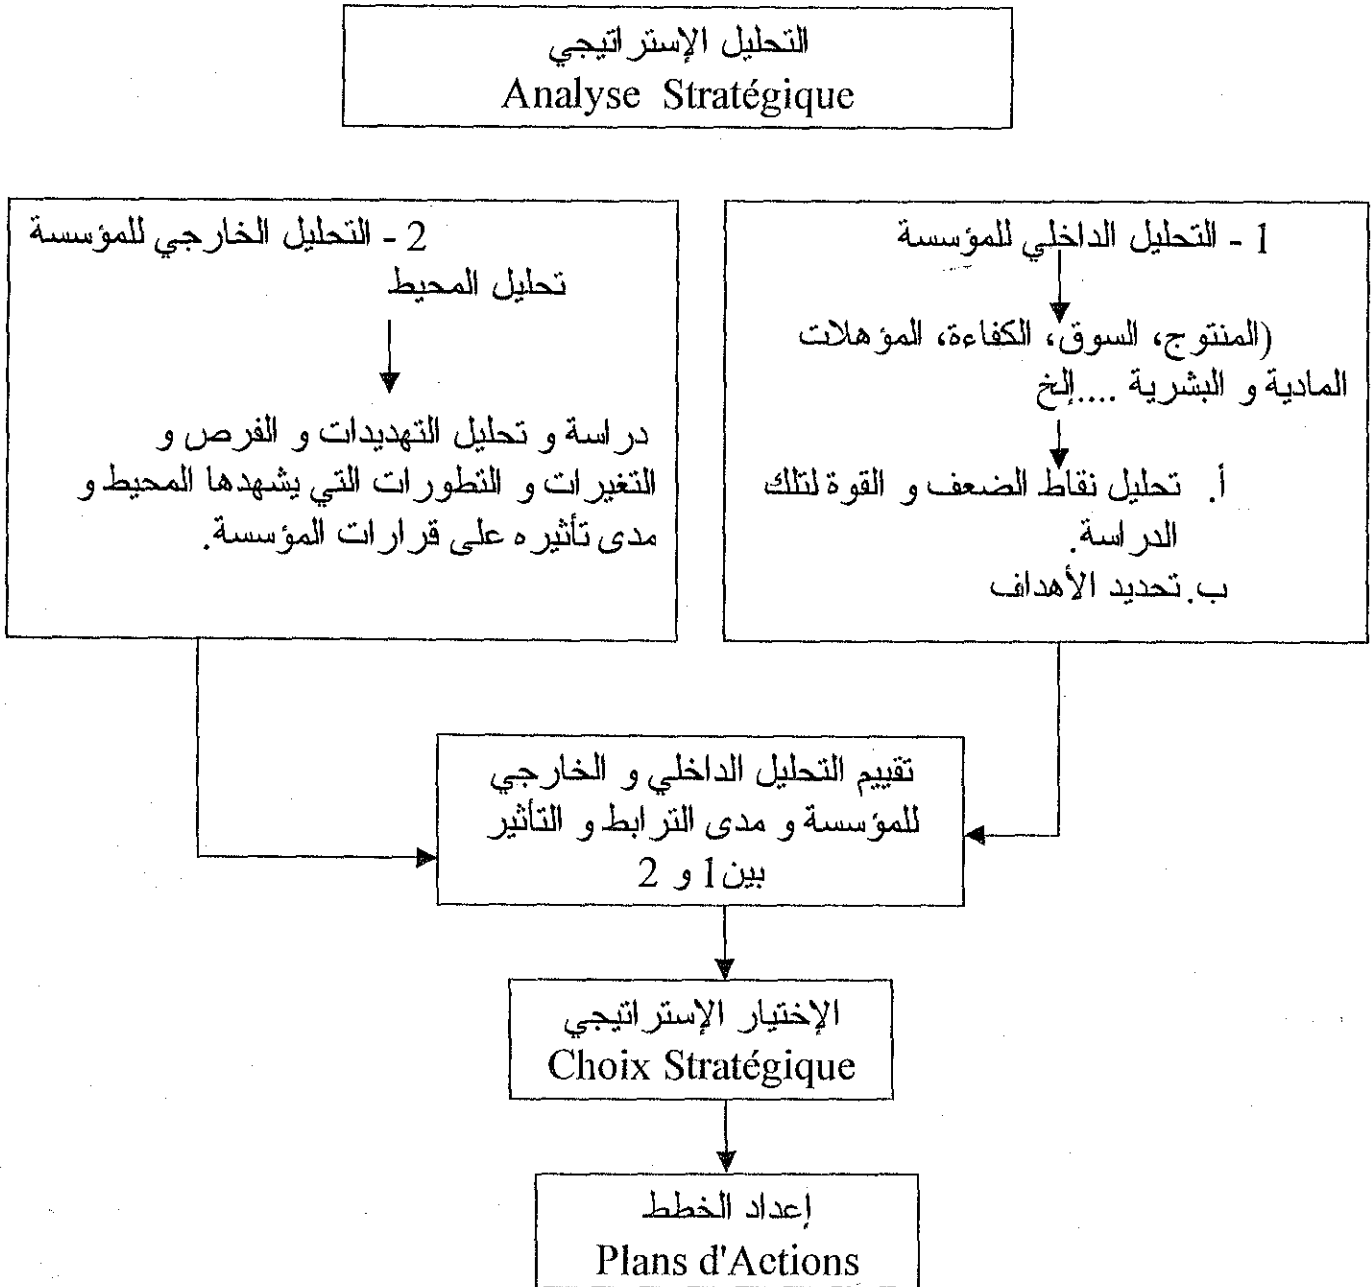 التحليل الإستراتيجي
Analyse Stratégique
1 - التحليل الداخلي للمؤسسة
(المنتوج، السوق، الكفاءة، المؤهلات
المادية و البشرية ....إلخ
أ. تحليل نقاط الضعف و القوة لتلك
الدراسة.
ب. تحديد الأهداف
2 - التحليل الخارجي للمؤسسة
تحليل المحيط
دراسة و تحليل التهديدات و الفرص و
التغيرات و التطورات التي يشهدها المحيط و
مدى تأثيره على قرارات المؤسسة.
تقييم التحليل الداخلي و الخارجي
للمؤسسة و مدى الترابط و التأثير
بين 1 و 2
الإختيار الإستراتيجي
Choix Stratégique
إعداد الخطط
Plans d'Actions